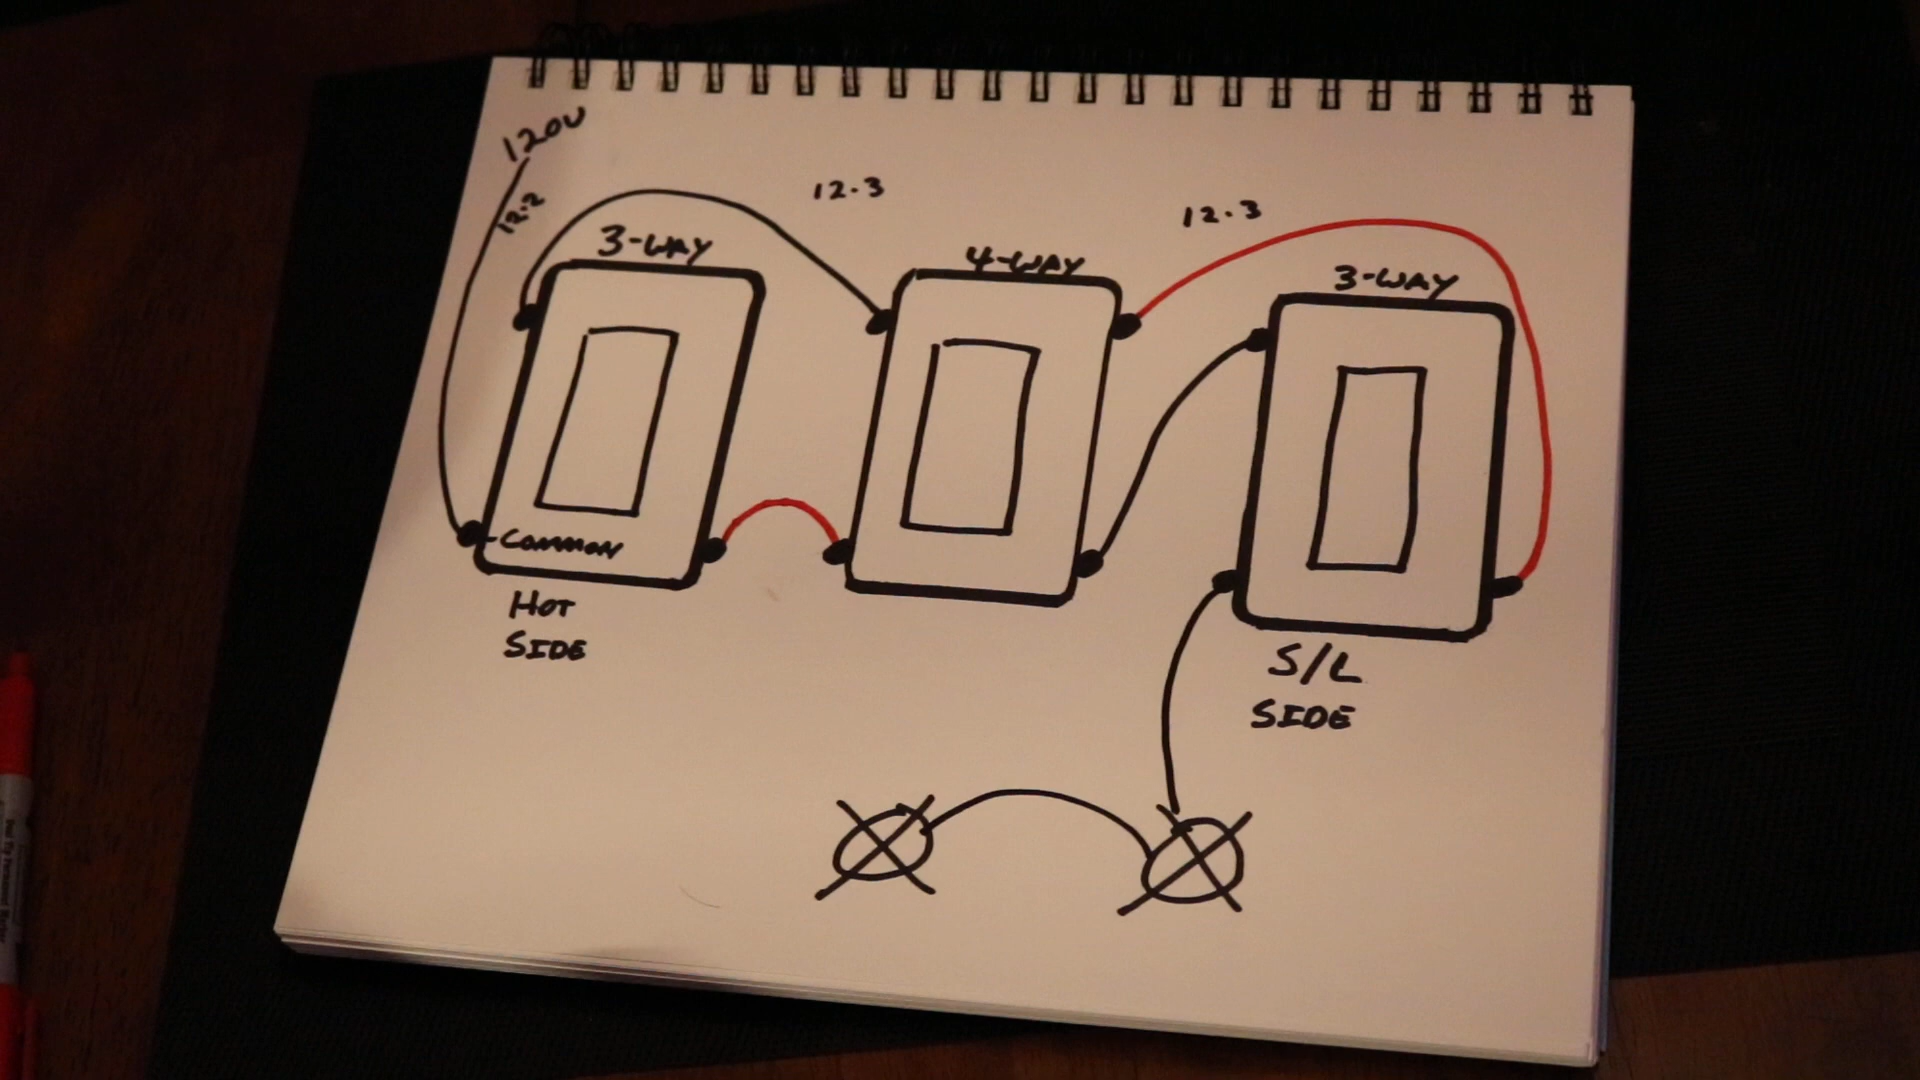 120V
12.2
12.3
12.3
3-WAY
4-WAY
3-WAY
COMMON
HOT
SIDE
S/L
SIDE